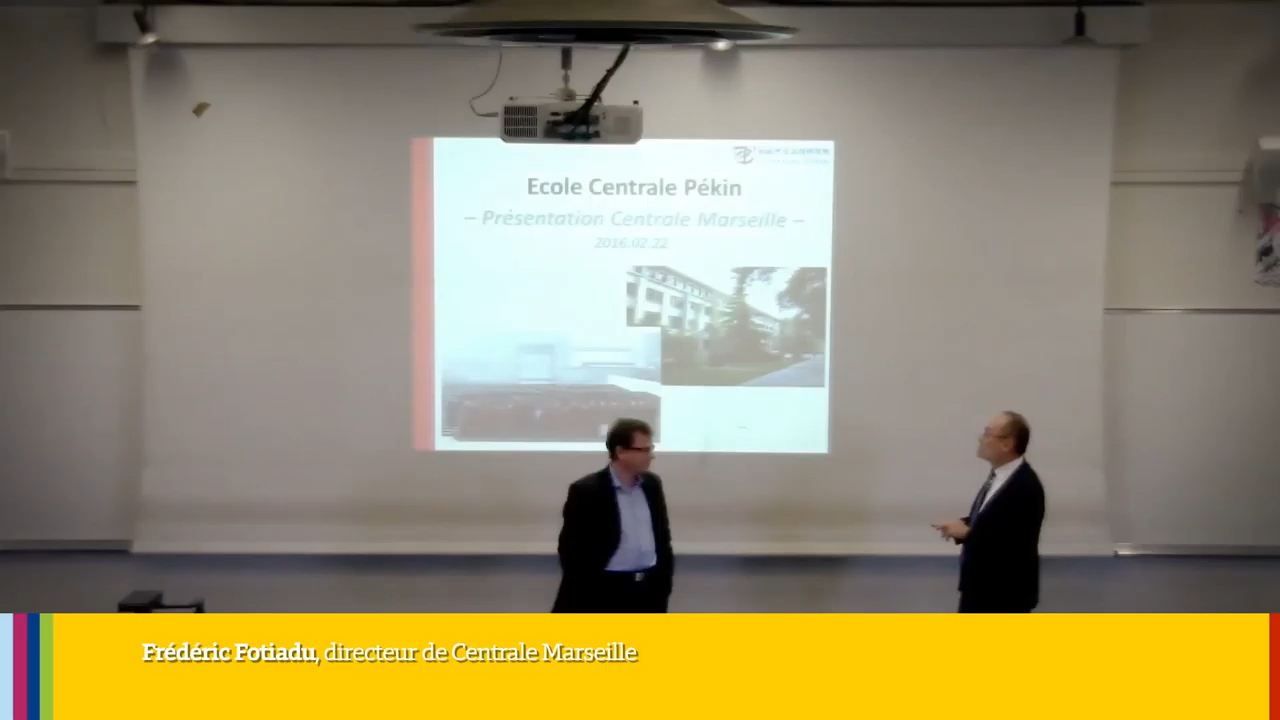 Ecole Centrale Pékin
– Présentation Centrale Marseille –
2016.02.22
Frédéric Fotiadu, directeur de Centrale Marseille